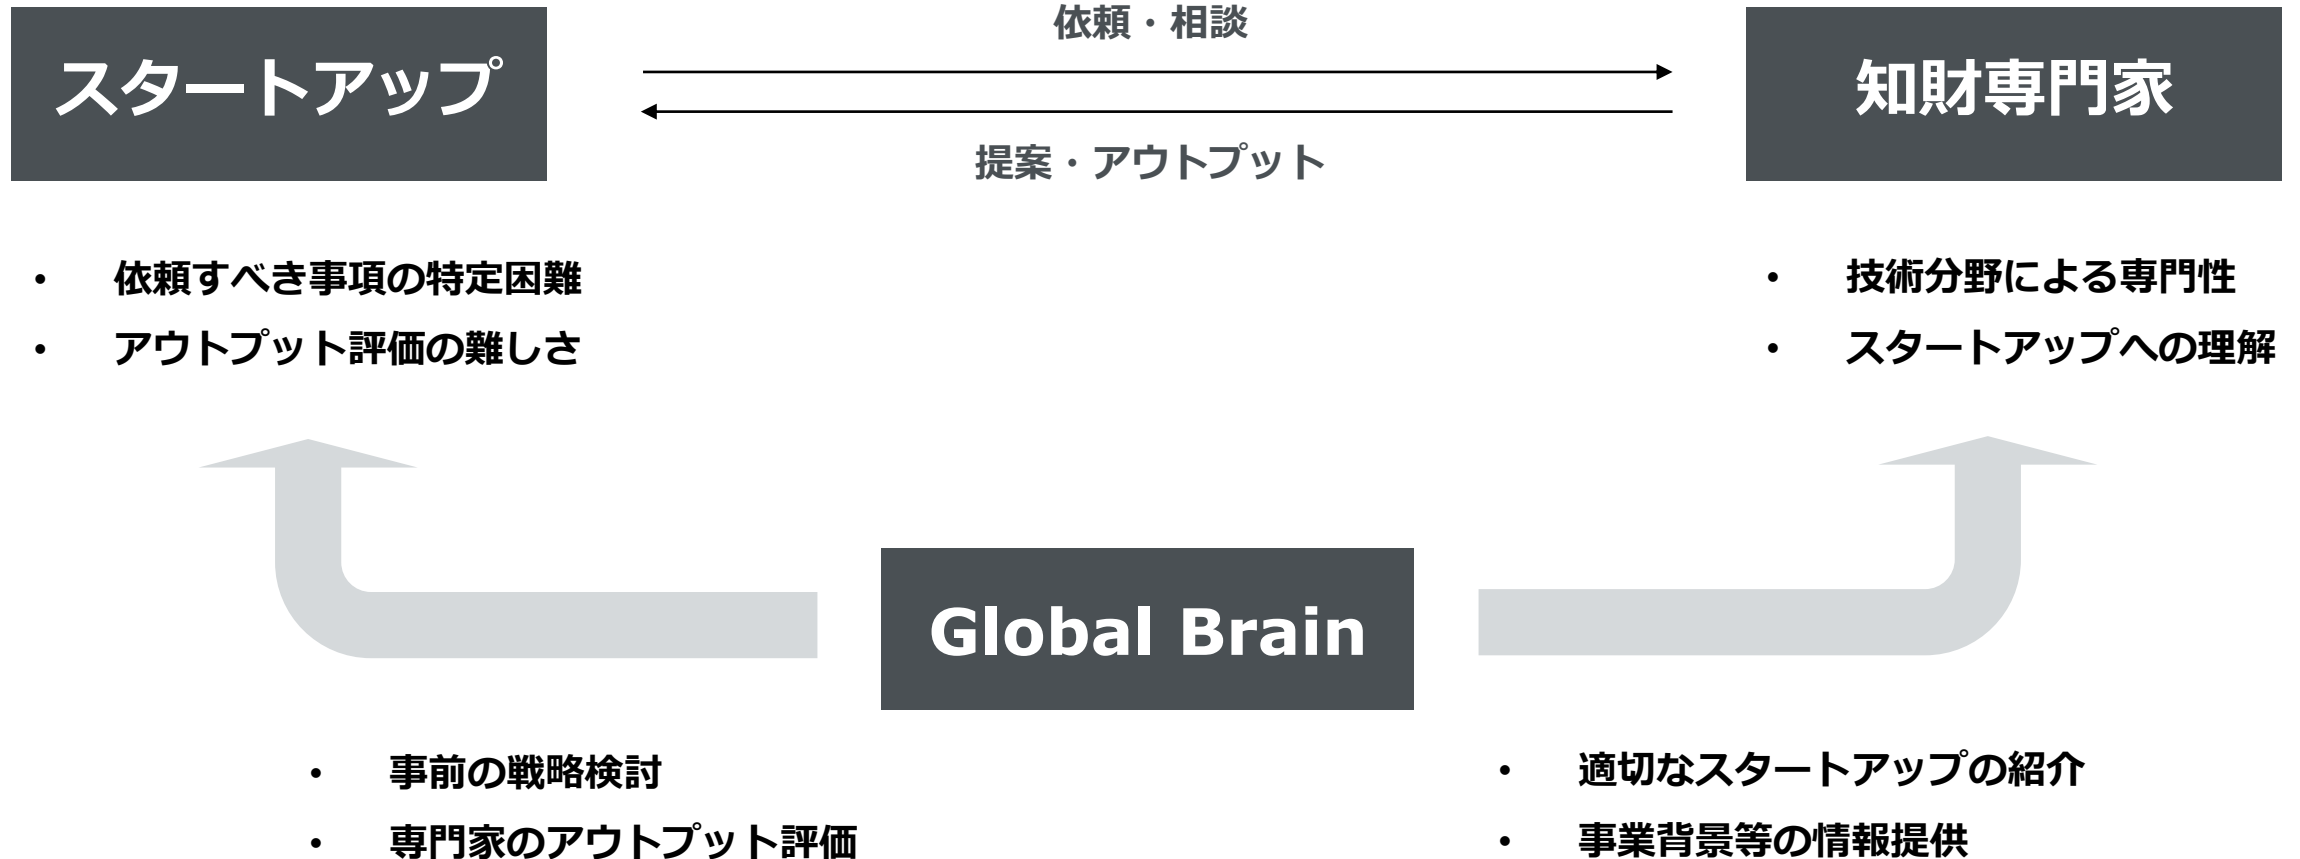 スタートアップ
依頼・相談
提案・アウトプット
知財専門家
• 依頼すべき事項の特定困難
• アウトプット評価の難しさ
• 技術分野による専門性
• スタートアップへの理解
Global Brain
• 事前の戦略検討
• 専門家のアウトプット評価
• 適切なスタートアップの紹介
• 事業背景等の情報提供